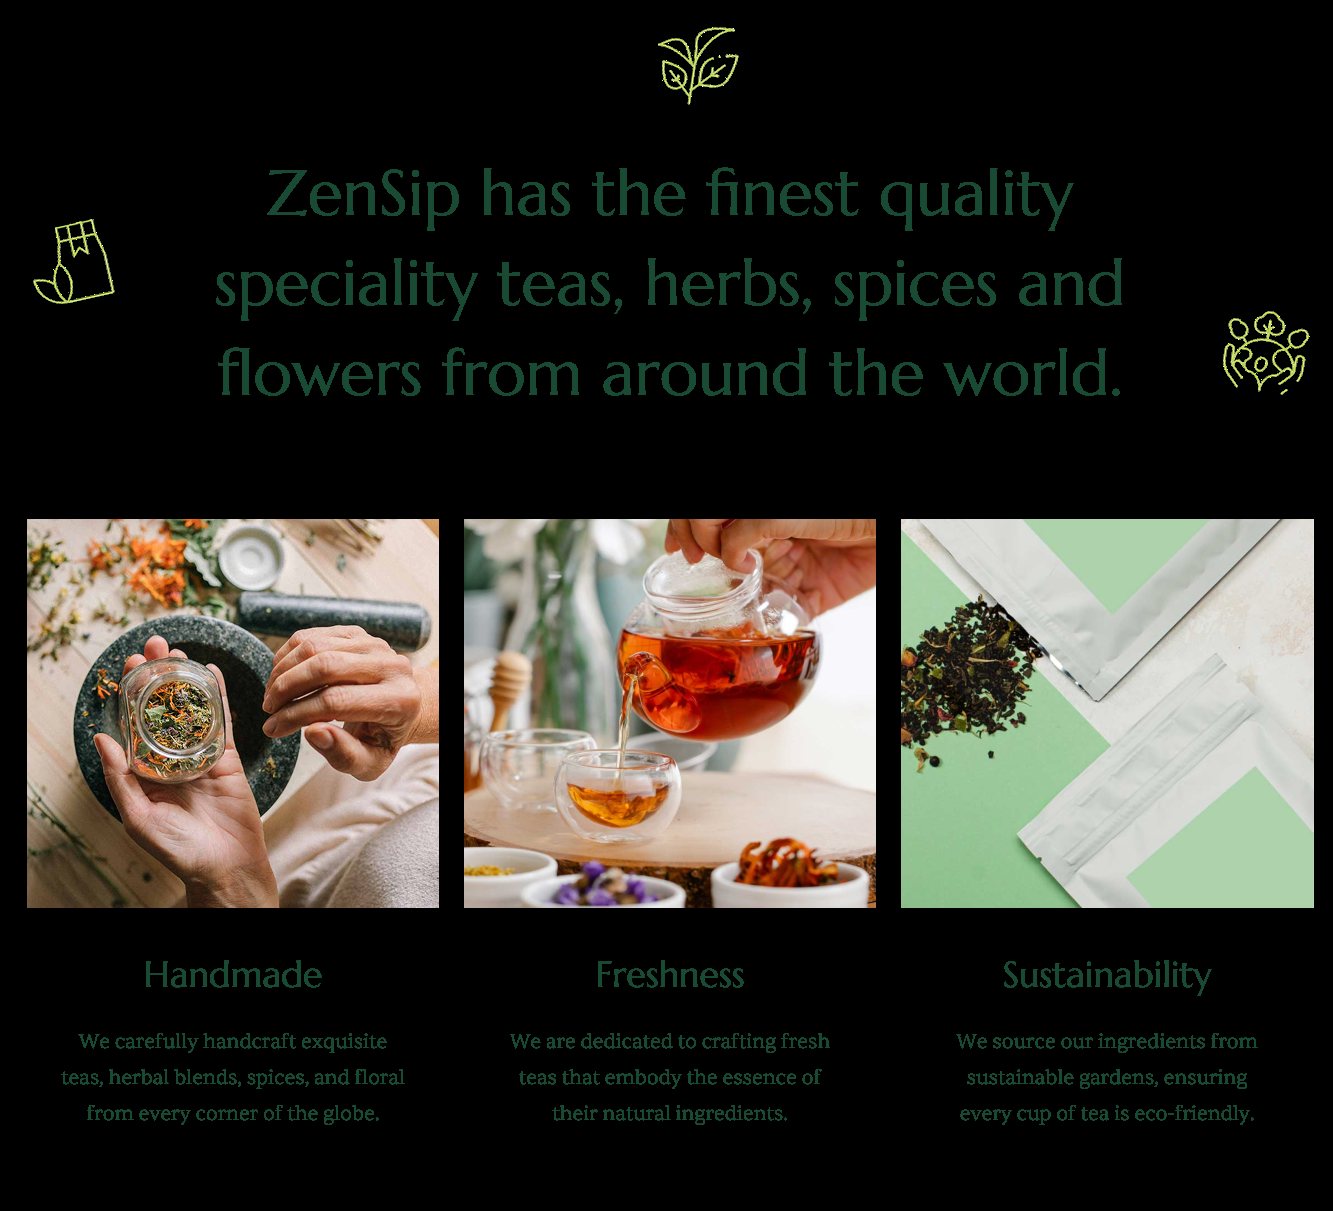 ZenSip has the finest quality
speciality teas, herbs, spices and
flowers from around the world.
Handmade
We carefully handcraft exquisite
teas, herbal blends, spices, and floral
from every corner of the globe.
Freshness
We are dedicated to crafting fresh
teas that embody the essence of
their natural ingredients.
Sustainability
We source our ingredients from
sustainable gardens, ensuring
every cup of tea is eco-friendly.